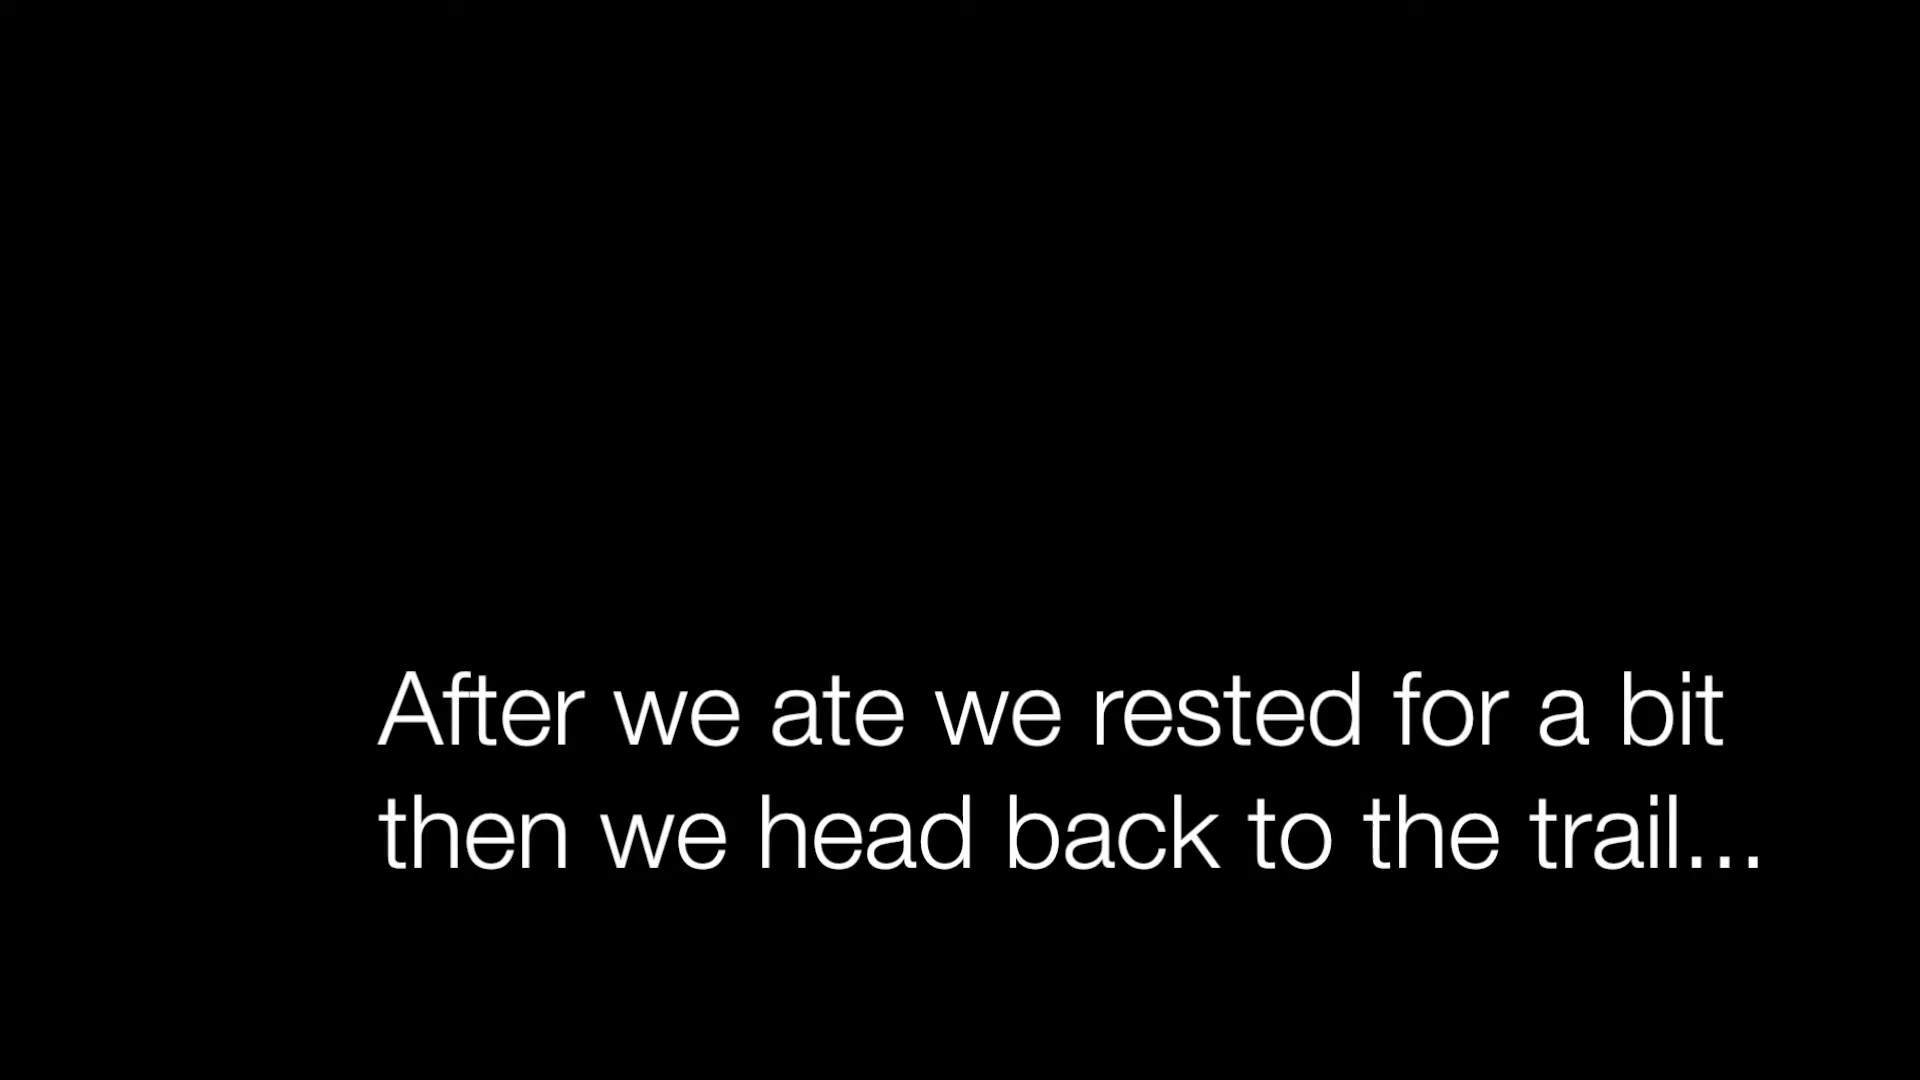 After we ate we rested for a bit
then we head back to the trail...